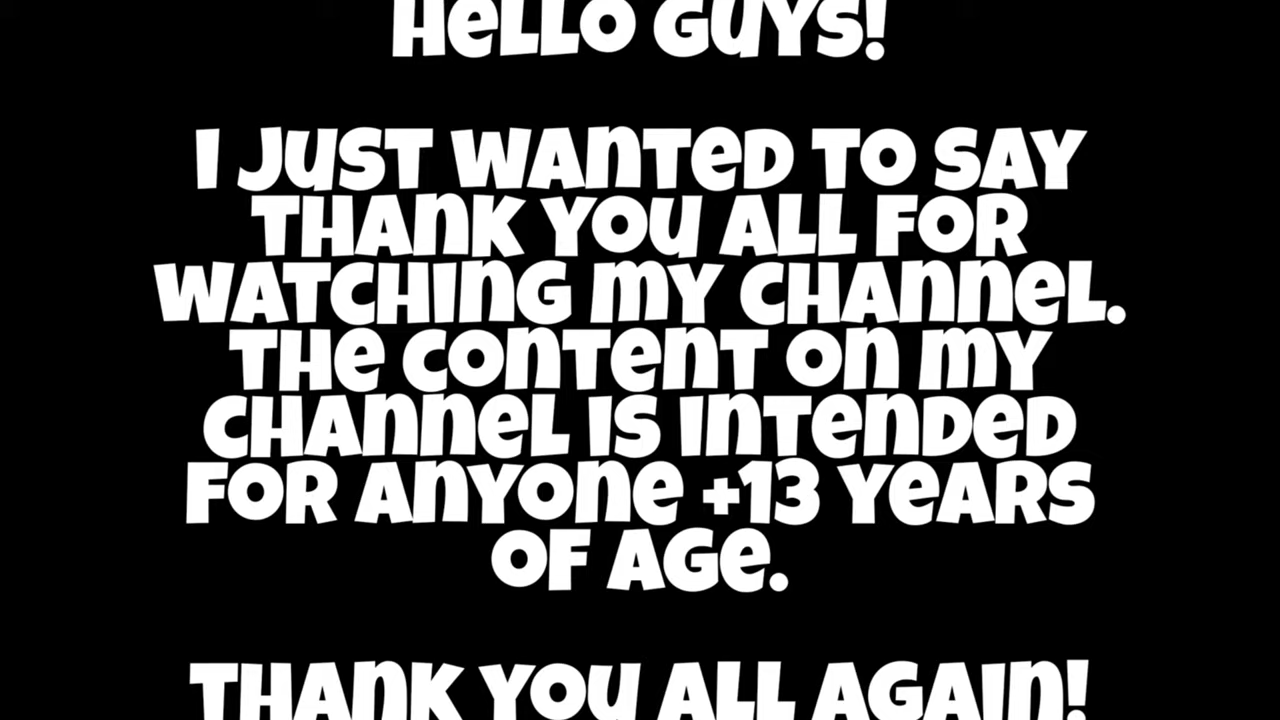 Hello guys!
I just wanted to say
thank you all for
watching my channel.
The content on my
channel is intended
for anyone +13 years
of age.
Thank you all again!